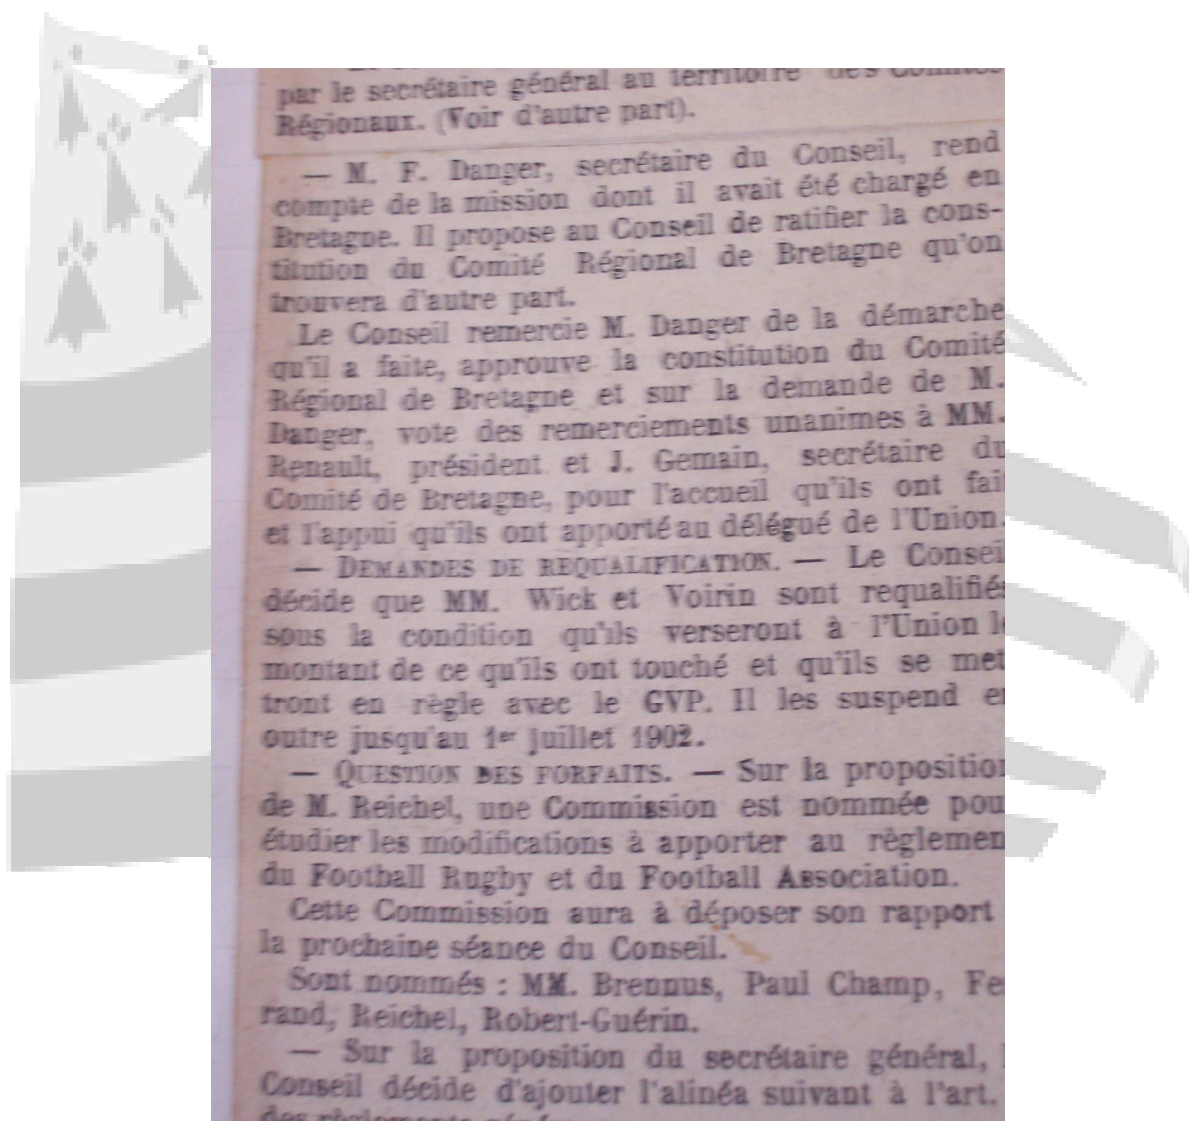 par le secrétaire général au territoire des Comités
Régionaux. (Voir d'autre part).
— M. F. Danger, secrétaire du Conseil, rend
compte de la mission dont il avait été chargé en
Bretagne. Il propose au Conseil de ratifier la cons-
titution du Comité Régional de Bretagne qu'on
trouvera d'autre part.
Le Conseil remercie M. Danger de la démarche
qu'il a faite, approuve la constitution du Comité
Régional de Bretagne et sur la demande de M.
Danger, vote des remerciements unanimes à MM.
Renault, président et J. Gemain, secrétaire du
Comité de Bretagne, pour l'accueil qu'ils ont fai
et l'appui qu'ils ont apporté au délégué de l'Union.
— DEMANDES DE REQUALIFICATION. — Le Consei
décide que MM. Wick et Voirin sont requalifiés
sous la condition qu'ils verseront à l'Union l
montant de ce qu'ils ont touché et qu'ils se met
tront en règle avec le GVP. Il les suspend e
outre jusqu'au 1er juillet 1902.
— QUESTION DES FORFAITS. — Sur la proposition
de M. Reichel, une Commission est nommée pou
étudier les modifications à apporter au règlemen
du Football Rugby et du Football Association.
Cette Commission aura à déposer son rapport
la prochaine séance du Conseil.
Sont nommés : MM. Brennus, Paul Champ, Fe
rand, Reichel, Robert-Guérin.
— Sur la proposition du secrétaire général,
Conseil décide d'ajouter l'alinéa suivant à l'art.